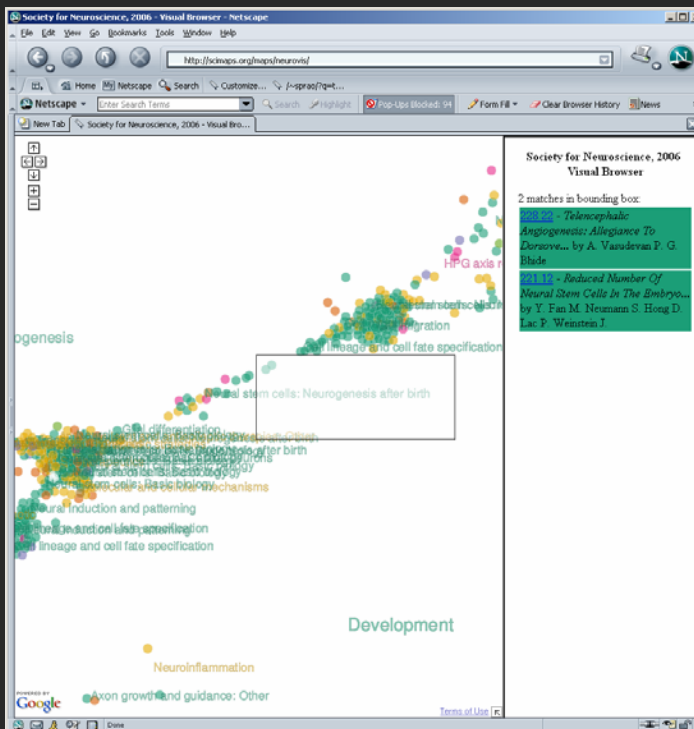 Society for Neuroscience, 2006 - Visual Browser - Netscape
File Edit View Go Bookmarks Tools Window Help
http://scimaps.org/maps/neurovis/
Home Netscape Search Customize...
Netscape Enter Search Terms Search Highlight Pop-Ups Blocked: 94 Form Fill Clear Browser History News
New Tab Society for Neuroscience, 2006 - Visual Bro...
Society for Neuroscience, 2006
Visual Browser
2 matches in bounding box:
228.22 - Telencephalic
Angiogenesis: Allegiance To
Dorsove... by A. Vasudevan P. G.
Bhide
221.12 - Reduced Number Of
Neural Stem Cells In The Embryo...
by Y. Fan M. Neumann S. Hong D.
Lac P. Weinstein J.
HPG axis r
ogenesis
lineage and cell fate specification
Neural stem cells: Neurogenesis after birth
Glial differentiation
after birth
Neural stem cells: Basic biology
cellular mechanisms
Neural Induction and patterning
cell fate specification
lineage and cell fate specification
Development
Neuroinflammation
Axon growth and guidance: Other
POWERED BY
Google
Terms of Use
Done